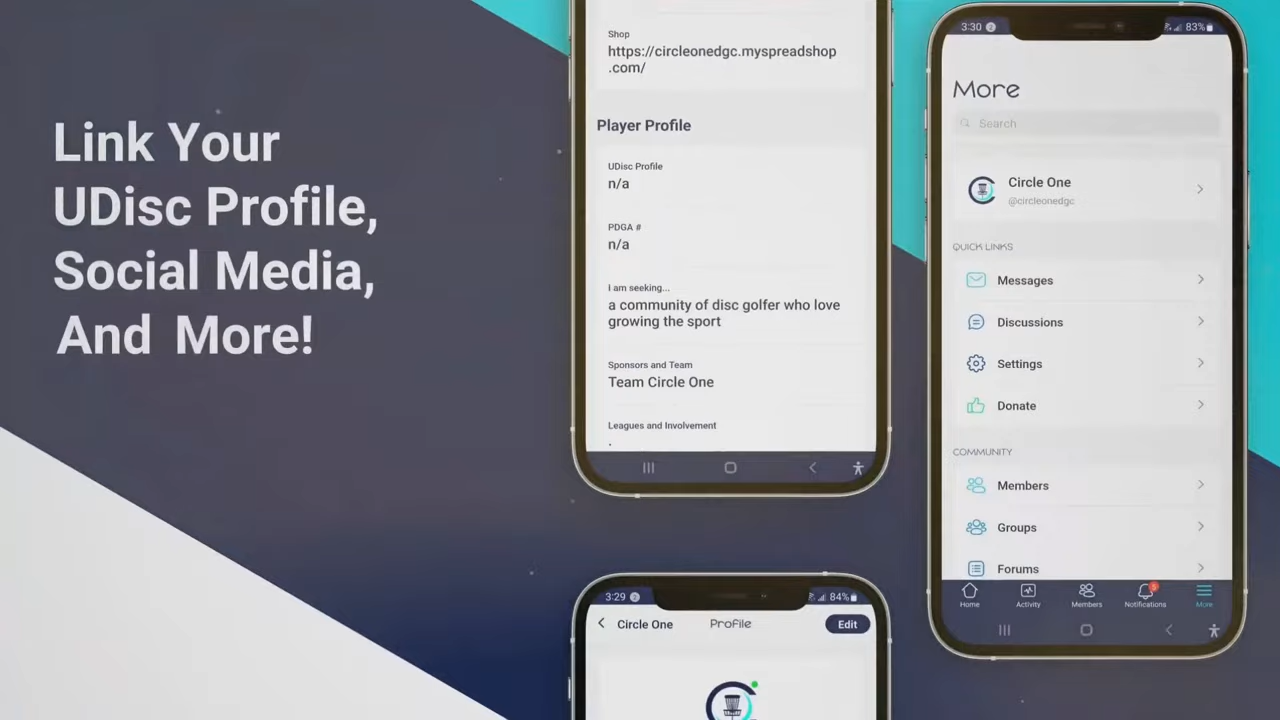 Link Your
UDisc Profile,
Social Media,
And More!
Shop
https://circleonedgc.myspreadshop
.com/
Player Profile
UDisc Profile
n/a
PDGA #
n/a
I am seeking...
a community of disc golfer who love
growing the sport
Sponsors and Team
Team Circle One
Leagues and Involvement
.
3:29 2 84%
Circle One Profile Edit
3:30 2 83%
More
Search
Circle One
@circleonedgc
QUICK LINKS
Messages
Discussions
Settings
Donate
COMMUNITY
Members
Groups
Forums
5
Home Activity Members Notifications More